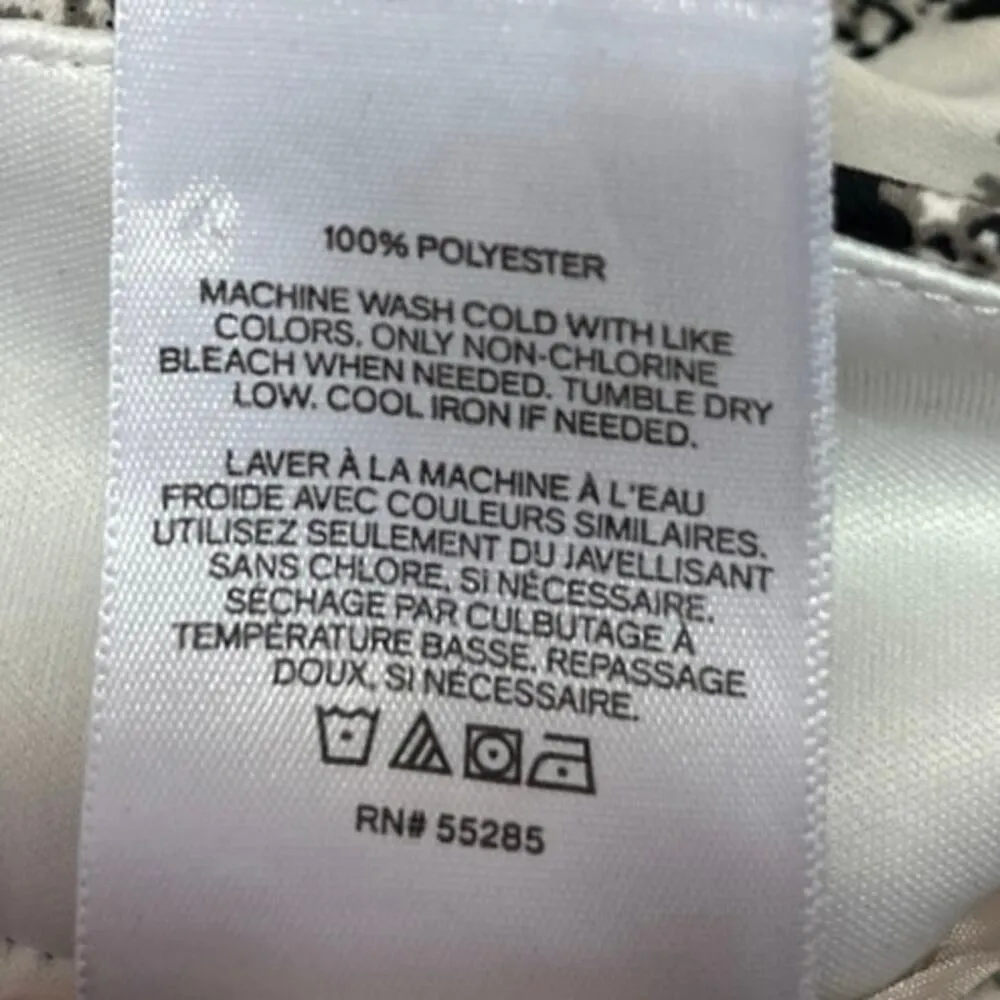 100% POLYESTER
MACHINE WASH COLD WITH LIKE
COLORS. ONLY NON-CHLORINE
BLEACH WHEN NEEDED. TUMBLE DRY
LOW. COOL IRON IF NEEDED.
LAVER À LA MACHINE À L'EAU
FROIDE AVEC COULEURS SIMILAIRES.
UTILISEZ SEULEMENT DU JAVELLISANT
SANS CHLORE, SI NÉCESSAIRE.
SÉCHAGE PAR CULBUTAGE À
TEMPÉRATURE BASSE. REPASSAGE
DOUX, SI NÉCESSAIRE.
RN# 55285